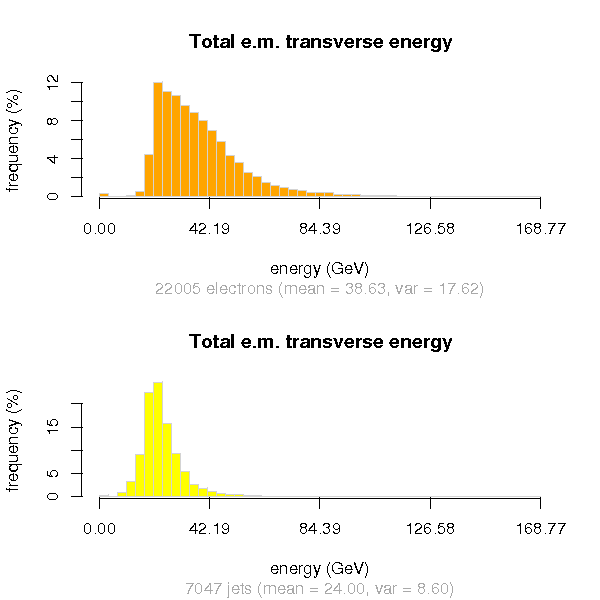 Total e.m. transverse energy
frequency (%)
12
8
4
0
0.00 42.19 84.39 126.58 168.77
energy (GeV)
22005 electrons (mean = 38.63, var = 17.62)
Total e.m. transverse energy
frequency (%)
15
5
0
0.00 42.19 84.39 126.58 168.77
energy (GeV)
7047 jets (mean = 24.00, var = 8.60)